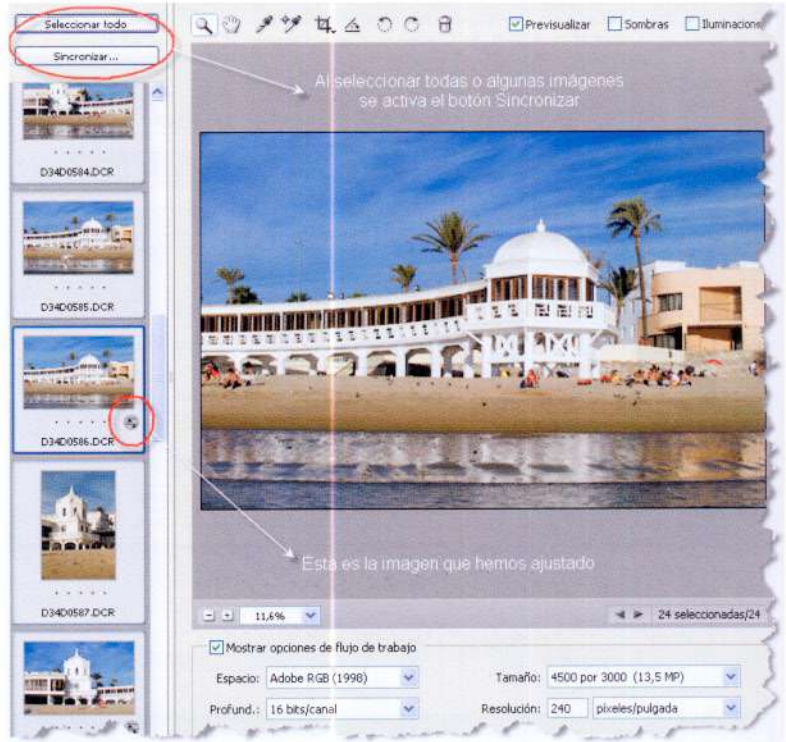 Seleccionar todo
Sincronizar...
Previsualizar
Sombras
Iluminacions
Al seleccionar todas o algunas imágenes
se activa el botón Sincronizar
D34D0584.DCR
D34D0585.DCR
D34D0586.DCR
D34D0587.DCR
Esta es la imagen que hemos ajustado
11,6%
24 seleccionadas/24
Mostrar opciones de flujo de trabajo
Espacio: Adobe RGB (1998)
Tamaño: 4500 por 3000 (13,5 MP)
Profund.: 16 bits/canal
Resolución: 240 píxeles/pulgada